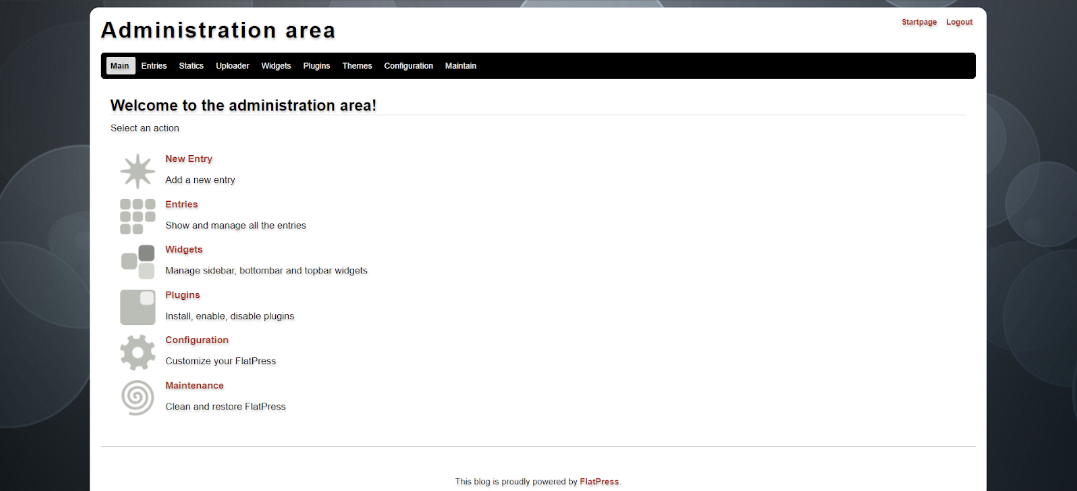 Administration area
Startpage Logout
Main Entries Statics Uploader Widgets Plugins Themes Configuration Maintain
Welcome to the administration area!
Select an action
New Entry
Add a new entry
Entries
Show and manage all the entries
Widgets
Manage sidebar, bottombar and topbar widgets
Plugins
Install, enable, disable plugins
Configuration
Customize your FlatPress
Maintenance
Clean and restore FlatPress
This blog is proudly powered by FlatPress.